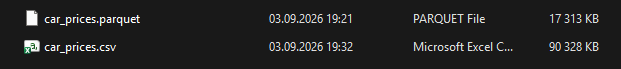 car_prices.parquet 03.09.2026 19:21 PARQUET File 17 313 KB
car_prices.csv 03.09.2026 19:32 Microsoft Excel C... 90 328 KB